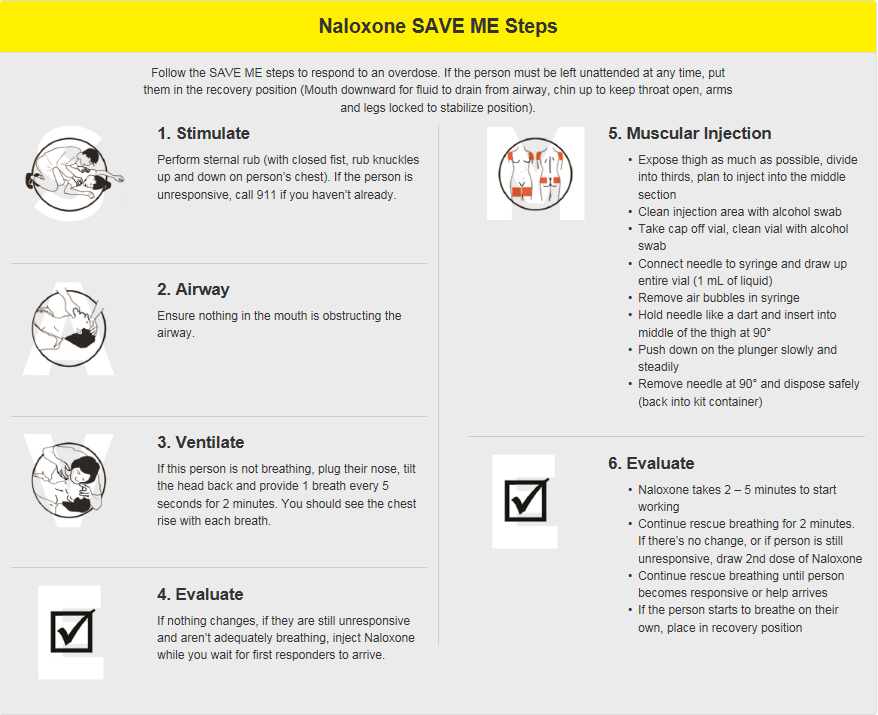 Naloxone SAVE ME Steps
Follow the SAVE ME steps to respond to an overdose. If the person must be left unattended at any time, put
them in the recovery position (Mouth downward for fluid to drain from airway, chin up to keep throat open, arms
and legs locked to stabilize position).
S
1. Stimulate
Perform sternal rub (with closed fist, rub knuckles
up and down on person's chest). If the person is
unresponsive, call 911 if you haven't already.
A
2. Airway
Ensure nothing in the mouth is obstructing the
airway.
V
3. Ventilate
If this person is not breathing, plug their nose, tilt
the head back and provide 1 breath every 5
seconds for 2 minutes. You should see the chest
rise with each breath.
E
4. Evaluate
If nothing changes, if they are still unresponsive
and aren't adequately breathing, inject Naloxone
while you wait for first responders to arrive.
M
5. Muscular Injection
• Expose thigh as much as possible, divide
into thirds, plan to inject into the middle
section
• Clean injection area with alcohol swab
• Take cap off vial, clean vial with alcohol
swab
• Connect needle to syringe and draw up
entire vial (1 mL of liquid)
• Remove air bubbles in syringe
• Hold needle like a dart and insert into
middle of the thigh at 90°
• Push down on the plunger slowly and
steadily
• Remove needle at 90° and dispose safely
(back into kit container)
E
6. Evaluate
• Naloxone takes 2 – 5 minutes to start
working
• Continue rescue breathing for 2 minutes.
If there's no change, or if person is still
unresponsive, draw 2nd dose of Naloxone
• Continue rescue breathing until person
becomes responsive or help arrives
• If the person starts to breathe on their
own, place in recovery position